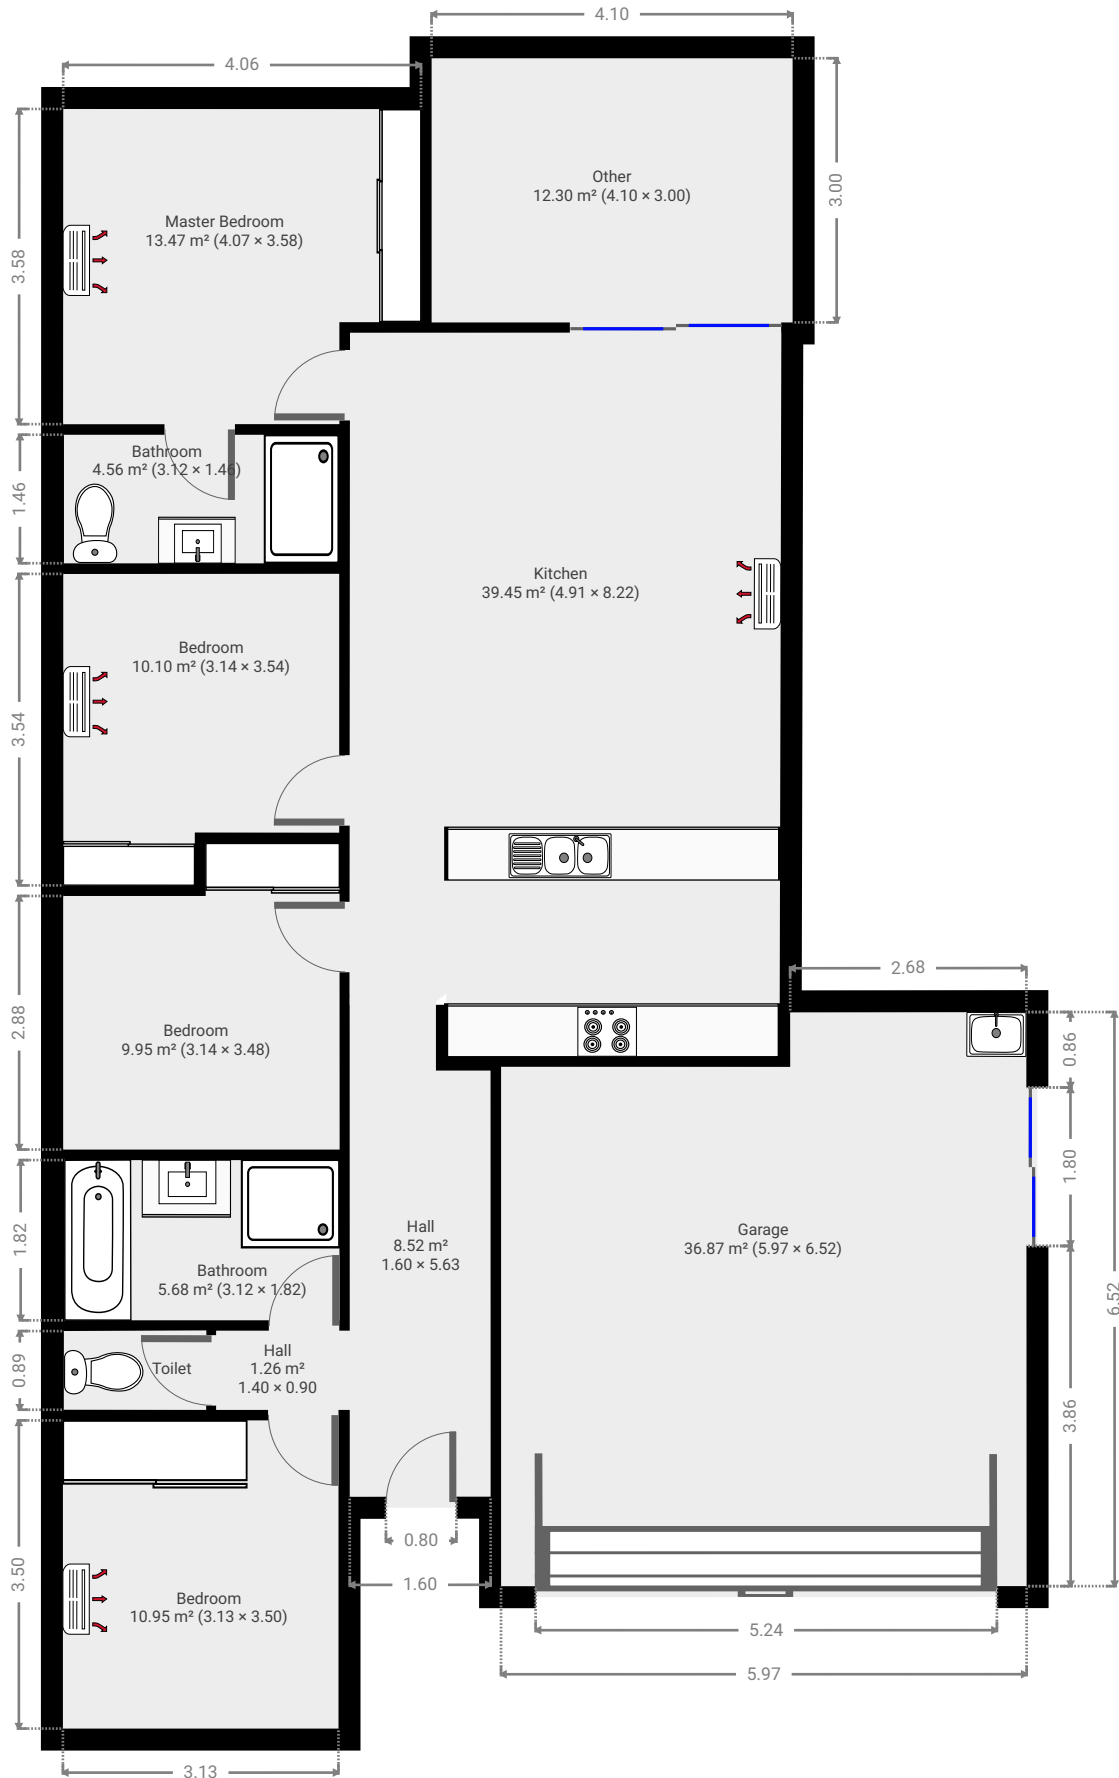 4.10
4.06
Other
12.30 m² (4.10 × 3.00)
3.00
Master Bedroom
13.47 m² (4.07 × 3.58)
3.58
Bathroom
4.56 m² (3.12 × 1.46)
1.46
Kitchen
39.45 m² (4.91 × 8.22)
Bedroom
10.10 m² (3.14 × 3.54)
3.54
2.68
Bedroom
9.95 m² (3.14 × 3.48)
2.88
0.86
1.80
Hall
8.52 m²
1.60 × 5.63
Garage
36.87 m² (5.97 × 6.52)
1.82
Bathroom
5.68 m² (3.12 × 1.82)
6.52
0.89
Toilet
Hall
1.26 m²
1.40 × 0.90
3.86
0.80
1.60
3.50
Bedroom
10.95 m² (3.13 × 3.50)
5.24
5.97
3.13